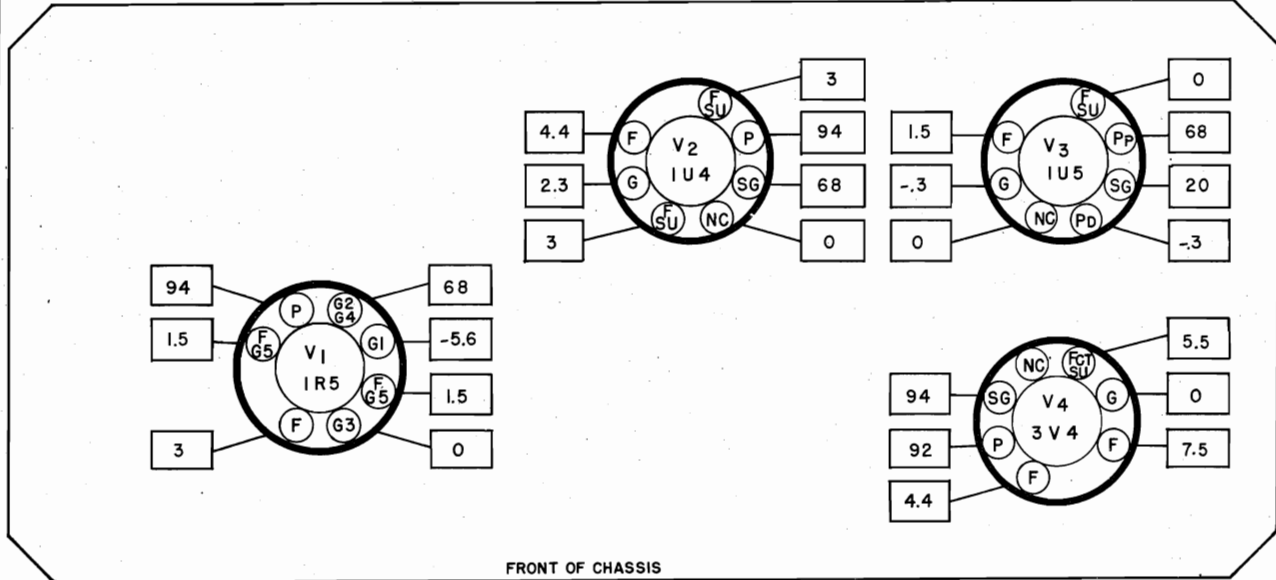 3
F
SU
4.4
F
V2
1U4
P
94
2.3
G
SG
68
3
F
SU
NC
0
0
F
SU
1.5
F
V3
1U5
PP
68
-.3
G
SG
20
0
NC
PD
-.3
94
P
G2
G4
68
1.5
F
G5
V1
1R5
G1
-5.6
F
G5
1.5
3
F
G3
0
NC
FCT
SU
5.5
94
SG
V4
3V4
G
0
92
P
F
7.5
4.4
F
FRONT OF CHASSIS